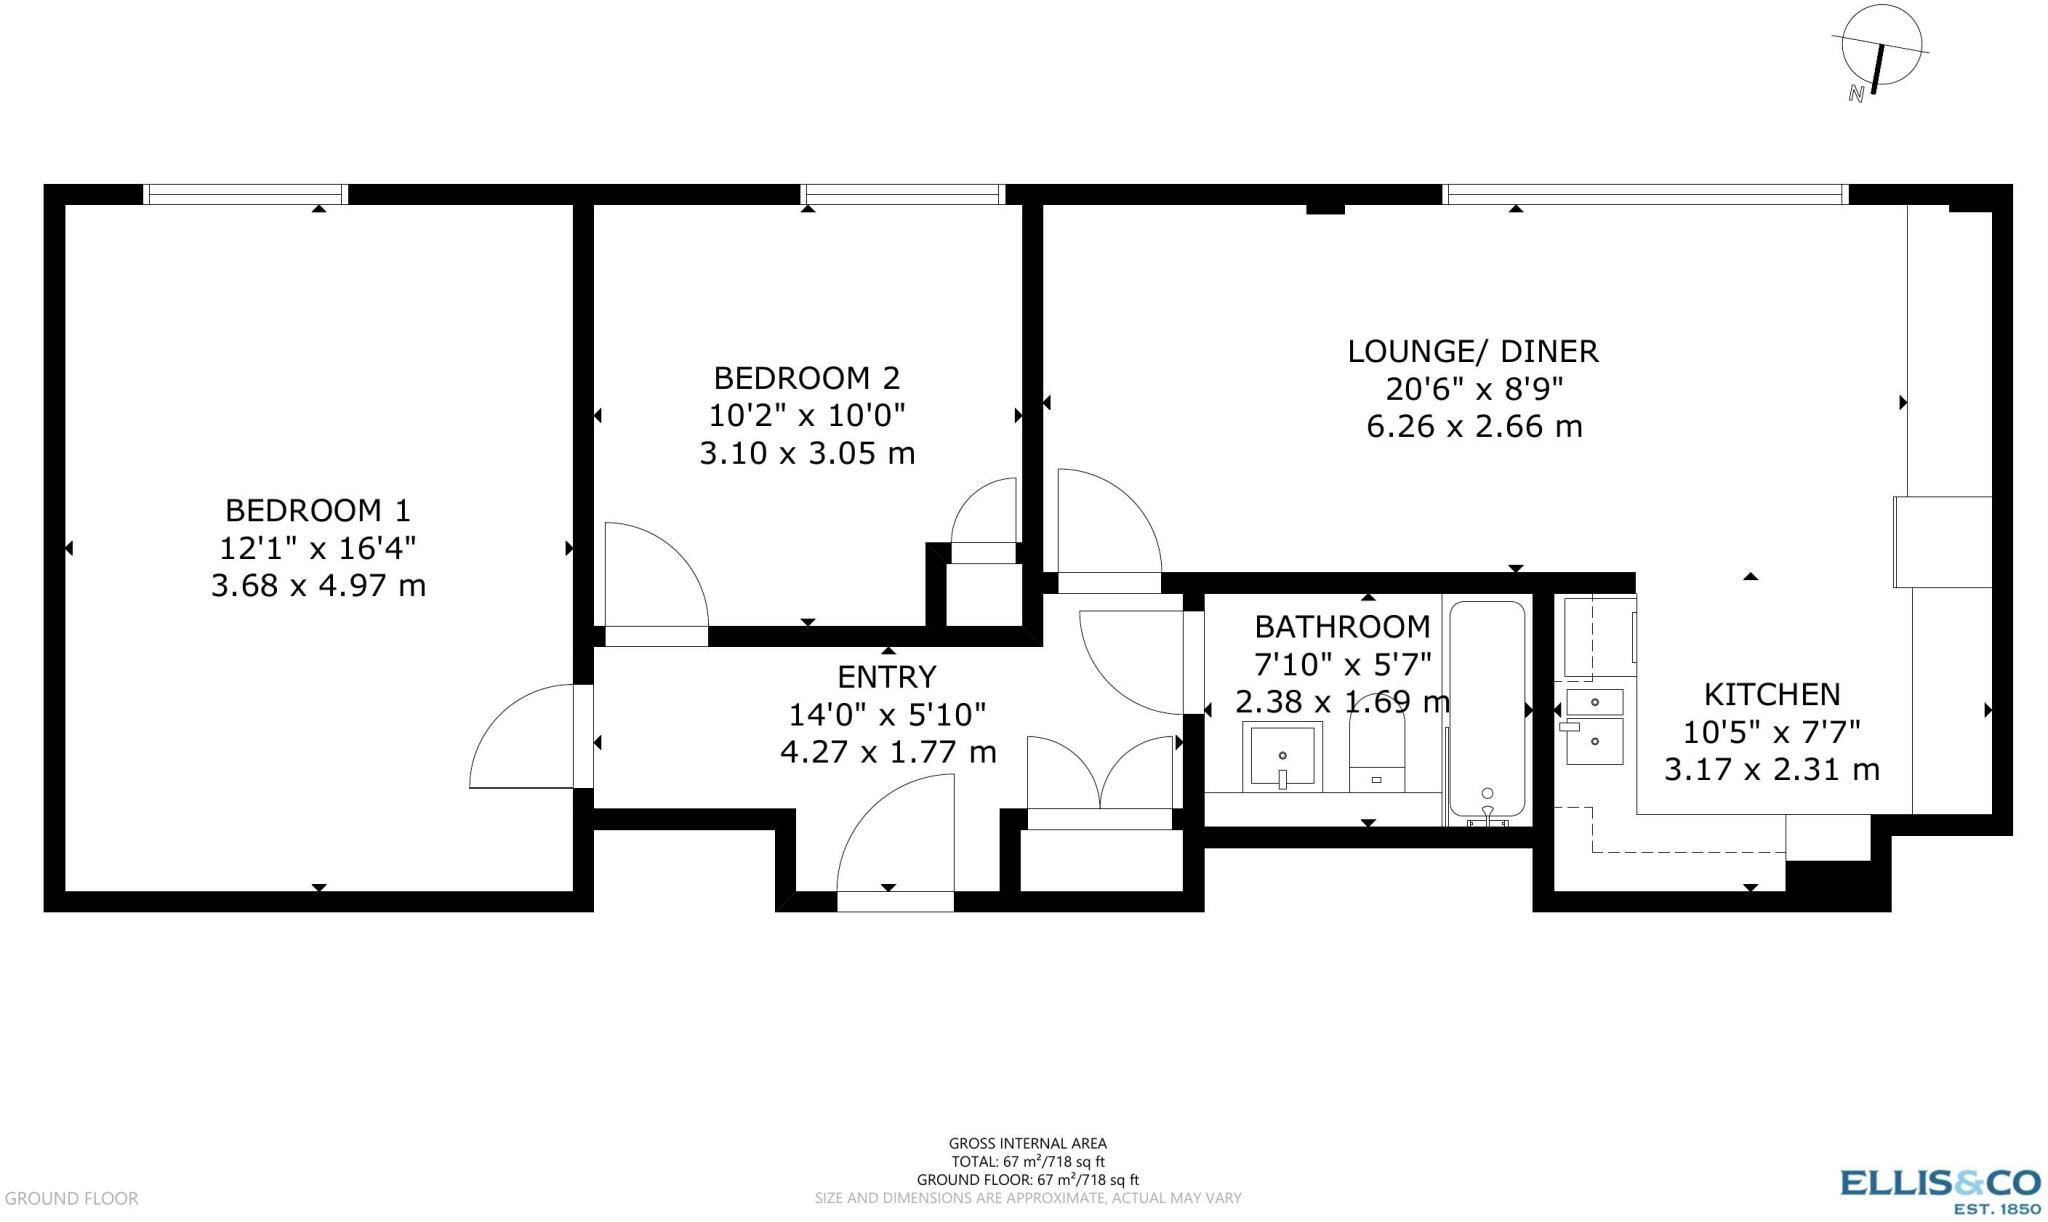 N
BEDROOM 1
12'1" x 16'4"
3.68 x 4.97 m
BEDROOM 2
10'2" x 10'0"
3.10 x 3.05 m
LOUNGE/ DINER
20'6" x 8'9"
6.26 x 2.66 m
ENTRY
14'0" x 5'10"
4.27 x 1.77 m
BATHROOM
7'10" x 5'7"
2.38 x 1.69 m
KITCHEN
10'5" x 7'7"
3.17 x 2.31 m
GROSS INTERNAL AREA
TOTAL: 67 m²/718 sq ft
GROUND FLOOR: 67 m²/718 sq ft
SIZE AND DIMENSIONS ARE APPROXIMATE, ACTUAL MAY VARY
GROUND FLOOR
ELLIS&CO
EST. 1850